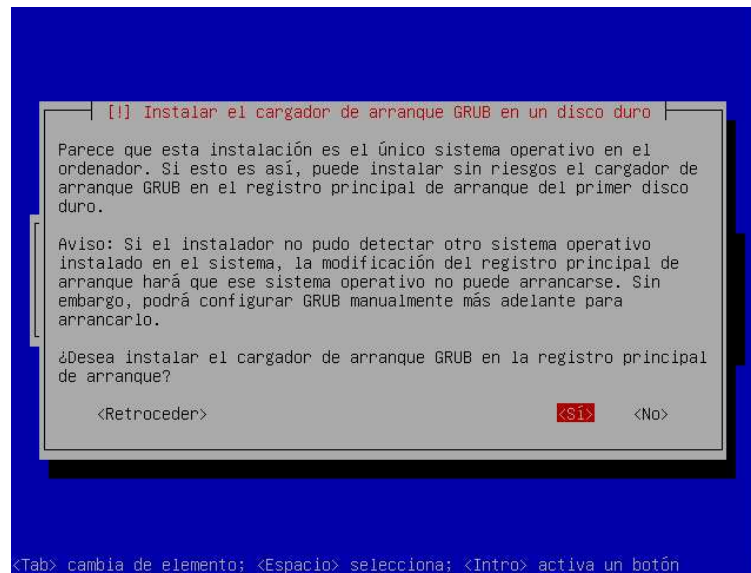 [!] Instalar el cargador de arranque GRUB en un disco duro
Parece que esta instalación es el único sistema operativo en el
ordenador. Si esto es así, puede instalar sin riesgos el cargador de
arranque GRUB en el registro principal de arranque del primer disco
duro.
Aviso: Si el instalador no pudo detectar otro sistema operativo
instalado en el sistema, la modificación del registro principal de
arranque hará que ese sistema operativo no puede arrancarse. Sin
embargo, podrá configurar GRUB manualmente más adelante para
arrancarlo.
¿Desea instalar el cargador de arranque GRUB en la registro principal
de arranque?
<Retroceder> <Sí> <No>
<Tab> cambia de elemento; <Espacio> selecciona; <Intro> activa un botón